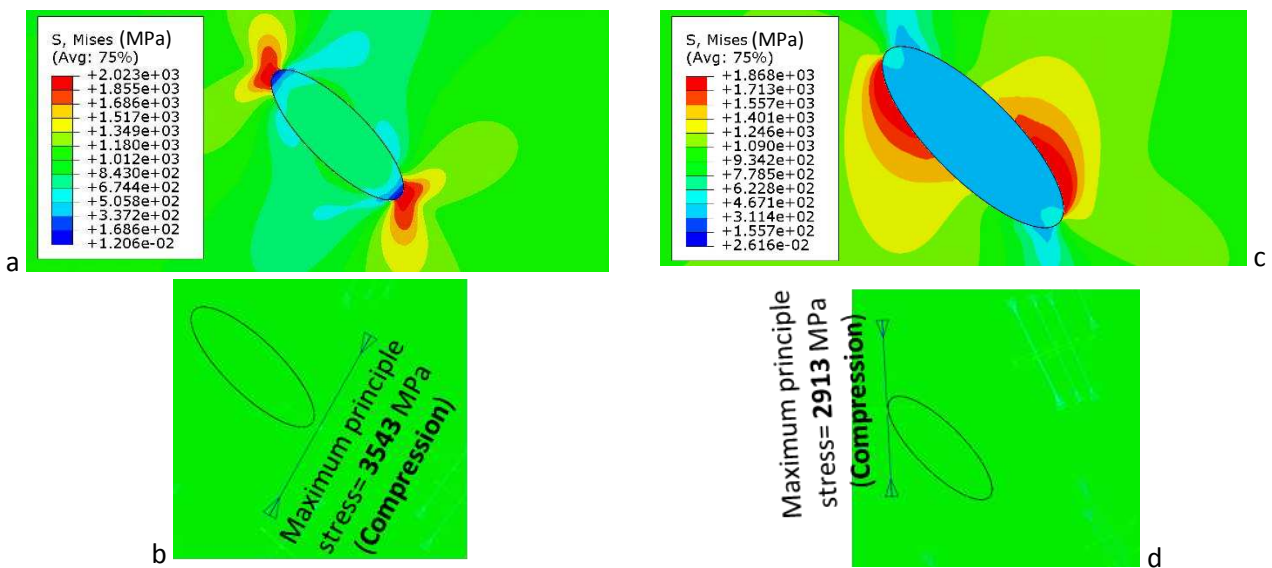 S, Mises (MPa)
(Avg: 75%)
+2.023e+03
+1.855e+03
+1.686e+03
+1.517e+03
+1.349e+03
+1.180e+03
+1.012e+03
+8.430e+02
+6.744e+02
+5.058e+02
+3.372e+02
+1.686e+02
+1.206e-02
a
S, Mises (MPa)
(Avg: 75%)
+1.868e+03
+1.713e+03
+1.557e+03
+1.401e+03
+1.246e+03
+1.090e+03
+9.342e+02
+7.785e+02
+6.228e+02
+4.671e+02
+3.114e+02
+1.557e+02
+2.616e-02
c
Maximum principle
stress= 3543 MPa
(Compression)
b
Maximum principle
stress= 2913 MPa
(Compression)
d